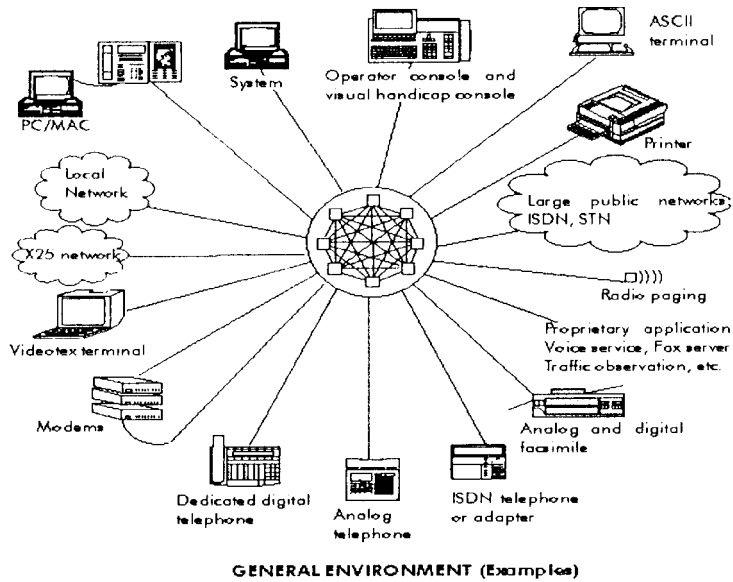 ASCII
terminal
System
Operator console and
visual handicap console
PC/MAC
Printer
Local
Network
Large public networks
ISDN, STN
X25 network
Radio paging
Videotex terminal
Proprietary application
Voice service, Fax server
Traffic observation, etc.
Modems
Analog and digital
facsimile
Dedicated digital
telephone
Analog
telephone
ISDN telephone
or adapter
GENERAL ENVIRONMENT (Examples)